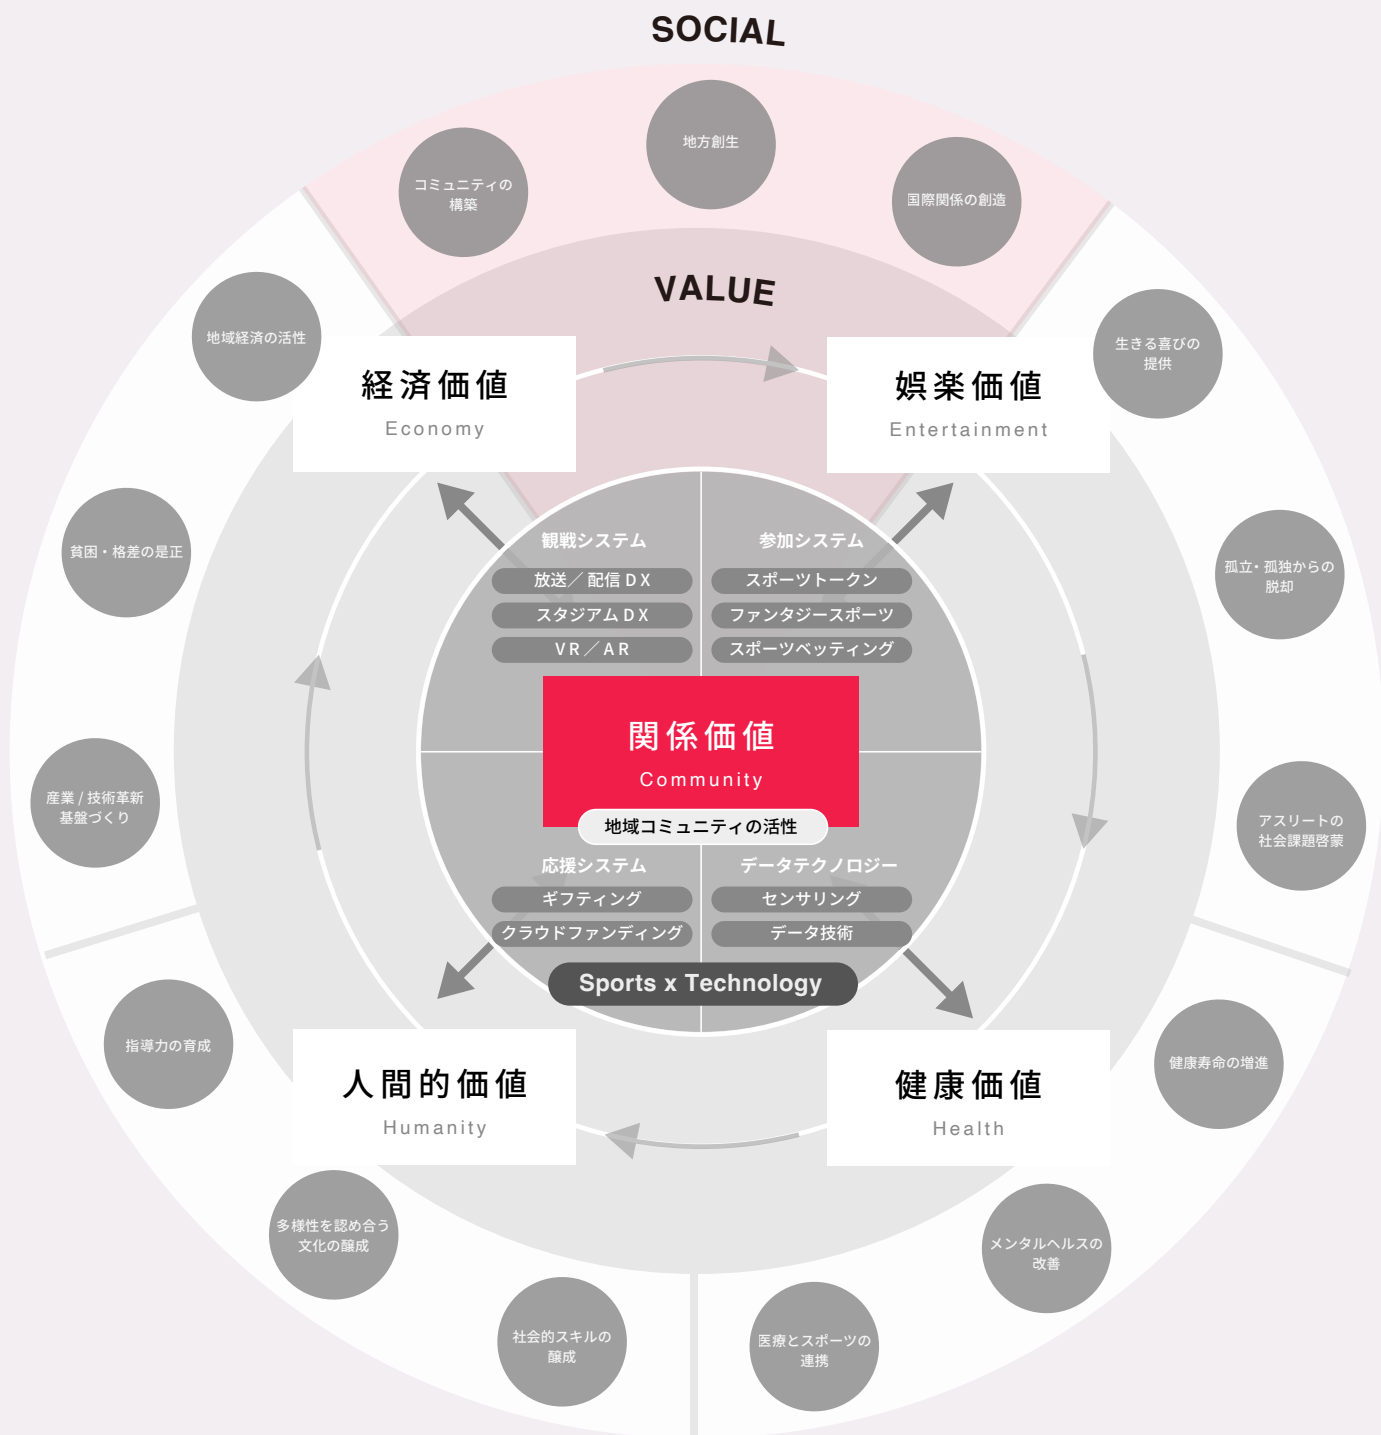 SOCIAL
地方創生
コミュニティの
構築
国際関係の創造
VALUE
地域経済の活性
生きる喜びの
提供
経済価値
Economy
娯楽価値
Entertainment
貧困・格差の是正
孤立・孤独からの
脱却
観戦システム
放送／配信 DX
スタジアム DX
VR／AR
参加システム
スポーツトークン
ファンタジースポーツ
スポーツベッティング
関係価値
Community
地域コミュニティの活性
産業 / 技術革新
基盤づくり
アスリートの
社会課題啓蒙
応援システム
ギフティング
クラウドファンディング
データテクノロジー
センサリング
データ技術
Sports x Technology
指導力の育成
健康寿命の増進
人間的価値
Humanity
健康価値
Health
多様性を認め合う
文化の醸成
メンタルヘルスの
改善
社会的スキルの
醸成
医療とスポーツの
連携